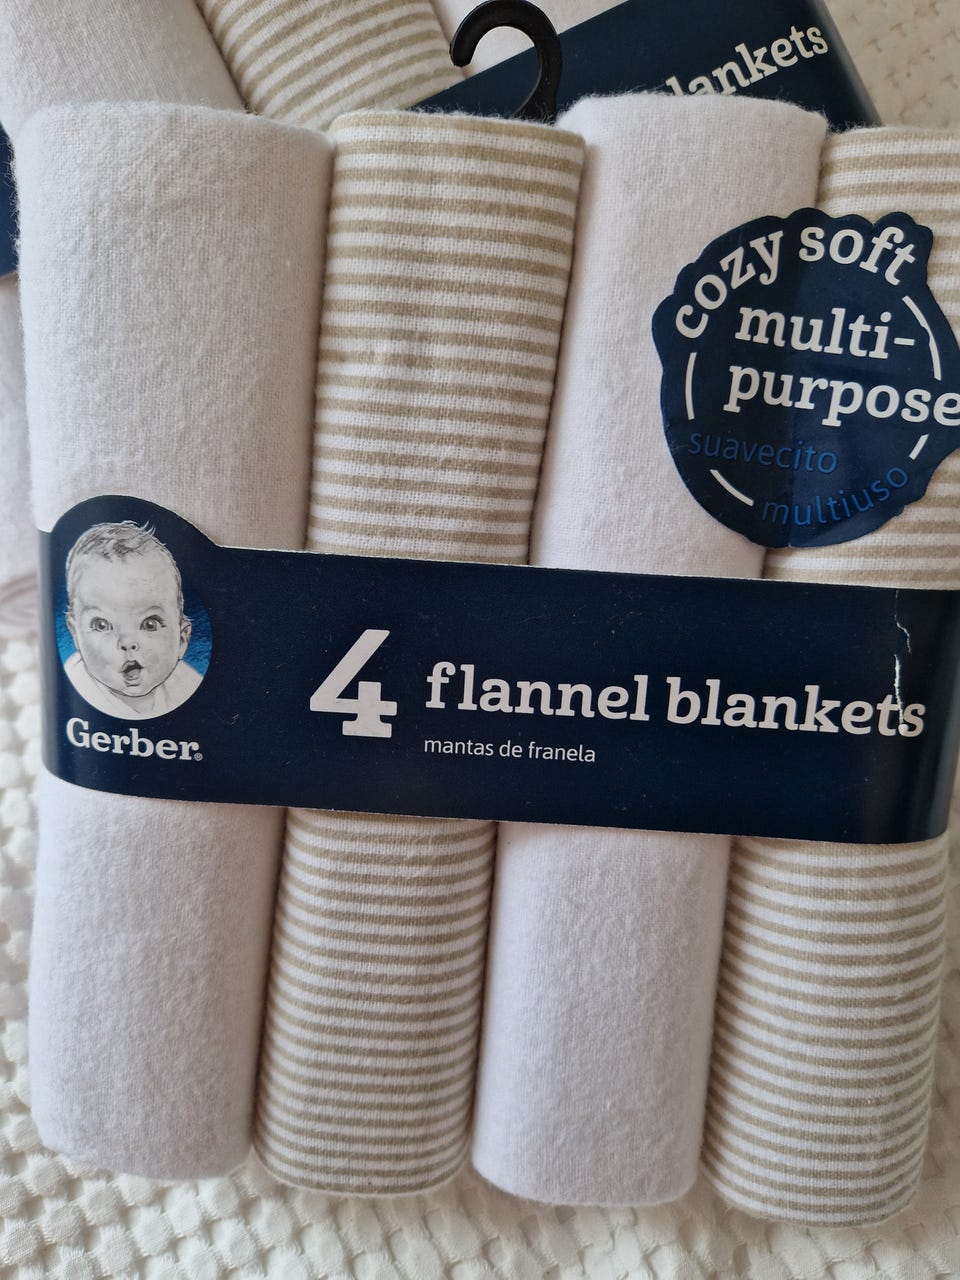 blankets
cozy soft
multi-
purpose
suavecito
multiuso
Gerber®
4 flannel blankets
mantas de franela